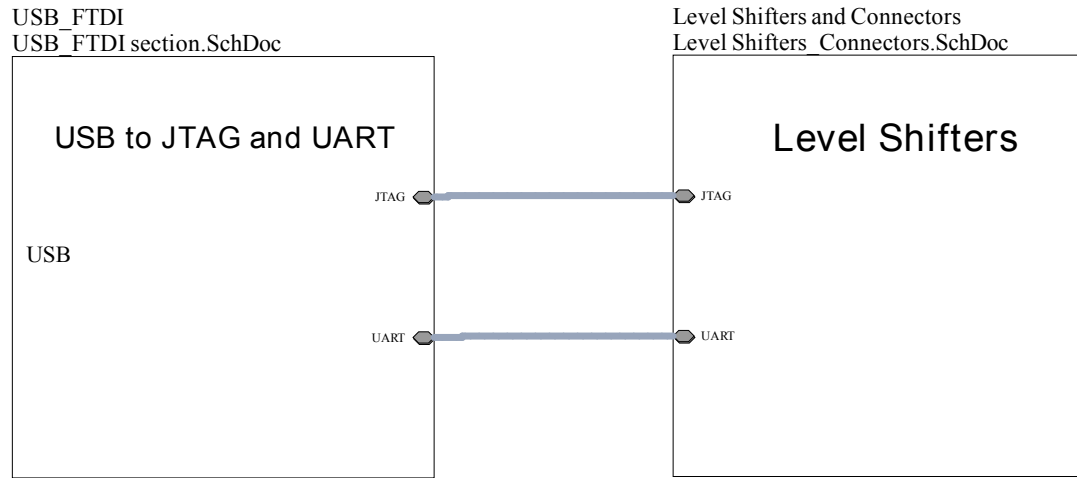 USB_FTDI
USB_FTDI section.SchDoc
USB to JTAG and UART
JTAG
USB
UART
Level Shifters and Connectors
Level Shifters_Connectors.SchDoc
Level Shifters
JTAG
UART